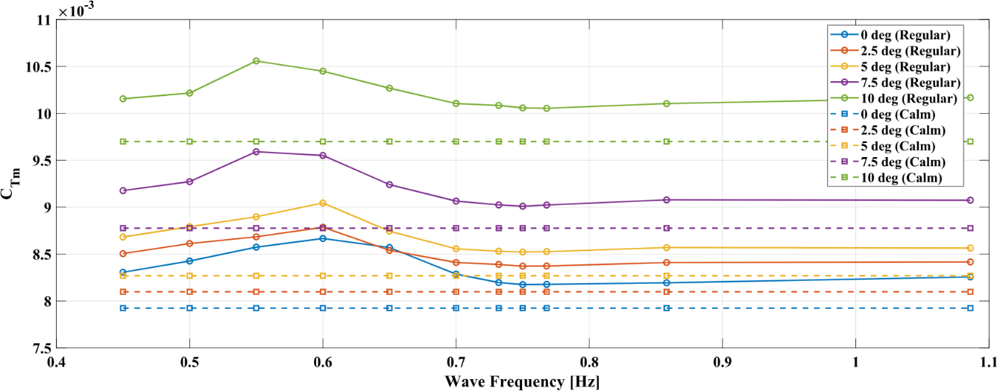 ×10-3
11
10.5
10
9.5
9
8.5
8
7.5
CTm
0 deg (Regular)
2.5 deg (Regular)
5 deg (Regular)
7.5 deg (Regular)
10 deg (Regular)
0 deg (Calm)
2.5 deg (Calm)
5 deg (Calm)
7.5 deg (Calm)
10 deg (Calm)
0.4 0.5 0.6 0.7 0.8 0.9 1 1.1
Wave Frequency [Hz]